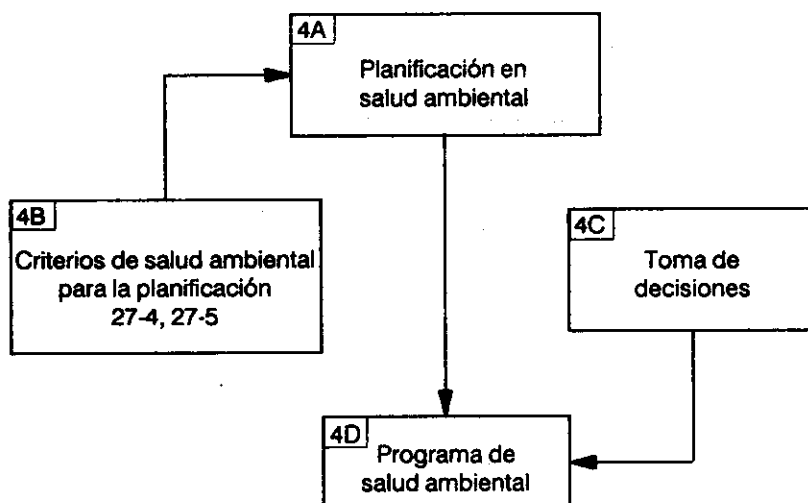 4A
Planificación en
salud ambiental
4B
Criterios de salud ambiental
para la planificación
27-4, 27-5
4C
Toma de
decisiones
4D
Programa de
salud ambiental